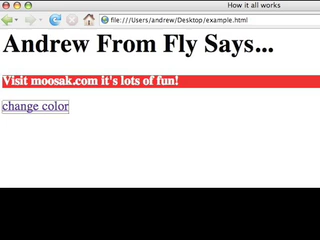 How it all works
file:///Users/andrew/Desktop/example.html
Andrew From Fly Says...
Visit moosak.com it's lots of fun!
change color